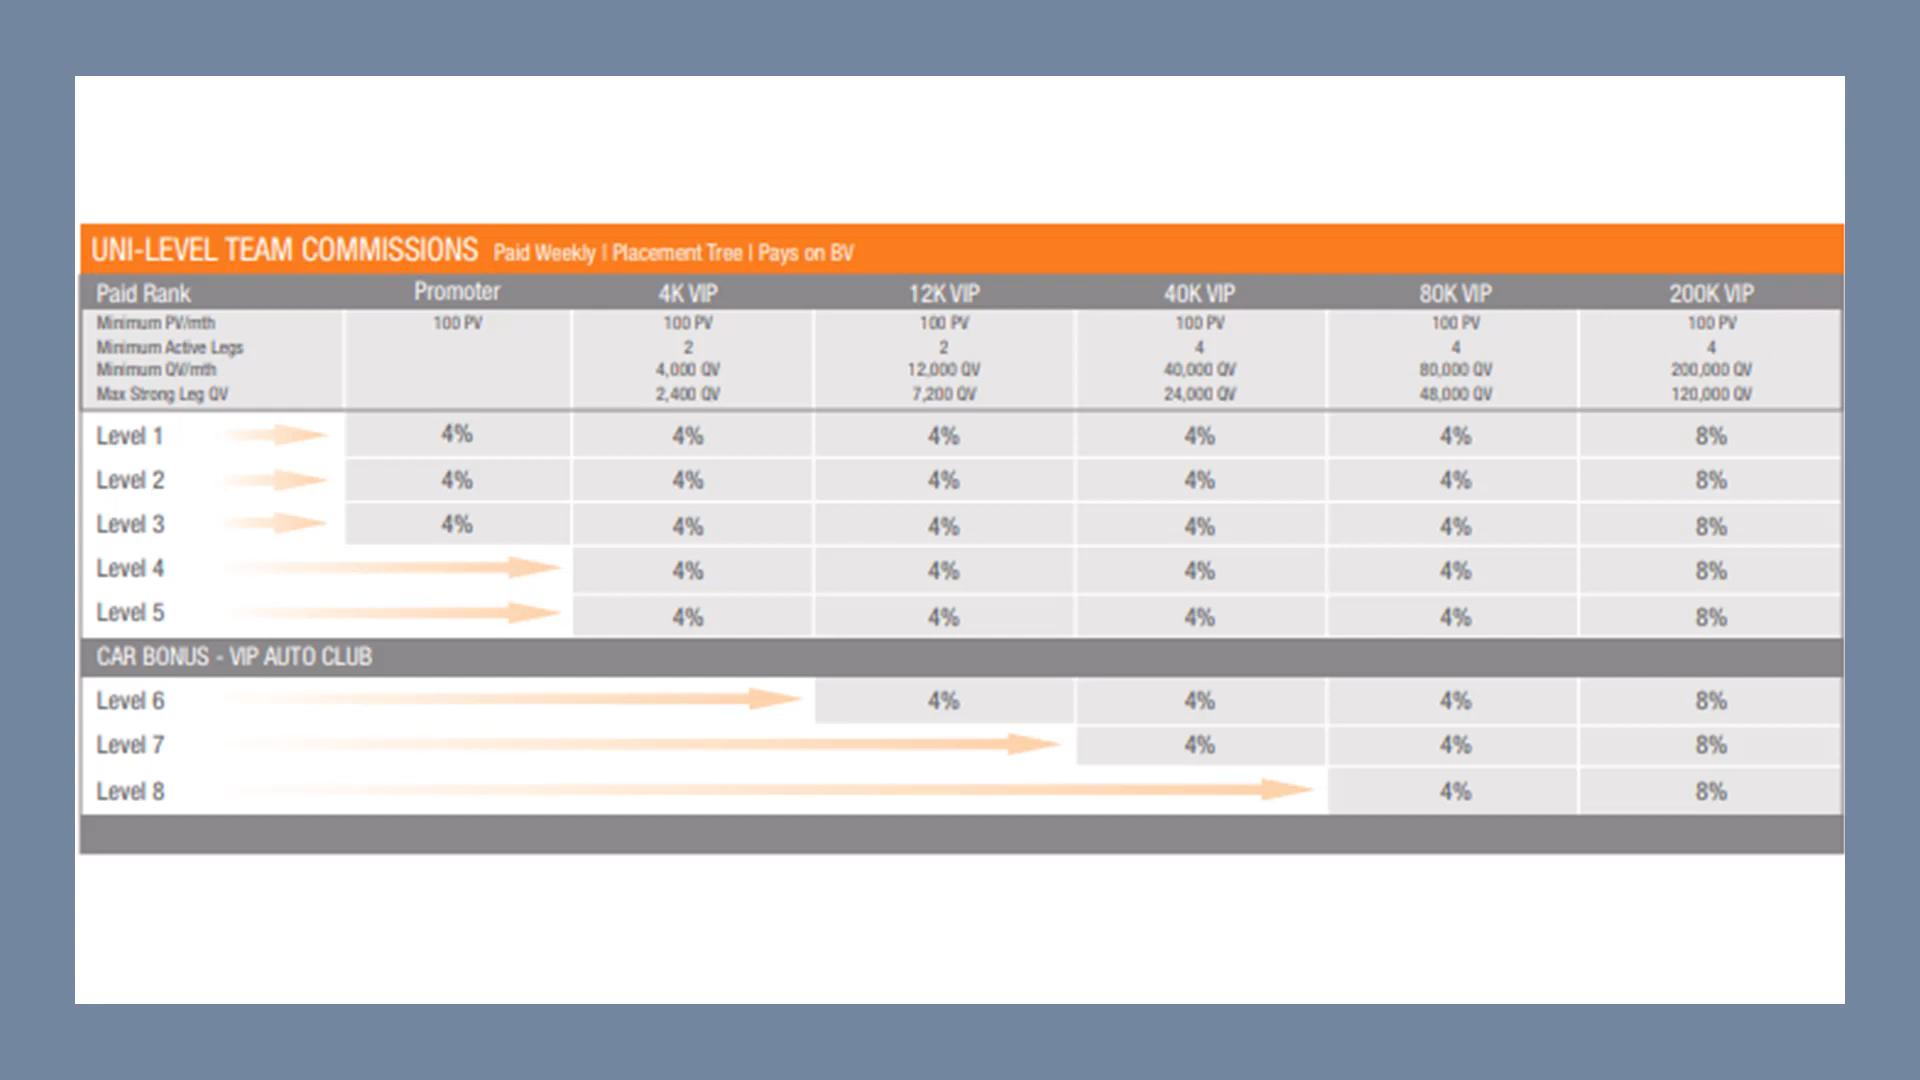 UNI-LEVEL TEAM COMMISSIONS Paid Weekly | Placement Tree | Pays on BV
Paid Rank Promoter 4K VIP 12K VIP 40K VIP 80K VIP 200K VIP
Minimum PV/mth 100 PV 100 PV 100 PV 100 PV 100 PV 100 PV
Minimum Active Legs 2 2 4 4 4
Minimum QV/mth 4,000 QV 12,000 QV 40,000 QV 80,000 QV 200,000 QV
Max Strong Leg QV 2,400 QV 7,200 QV 24,000 QV 48,000 QV 120,000 QV
Level 1 4% 4% 4% 4% 4% 8%
Level 2 4% 4% 4% 4% 4% 8%
Level 3 4% 4% 4% 4% 4% 8%
Level 4 4% 4% 4% 4% 8%
Level 5 4% 4% 4% 4% 8%
CAR BONUS - VIP AUTO CLUB
Level 6 4% 4% 4% 8%
Level 7 4% 4% 8%
Level 8 4% 8%